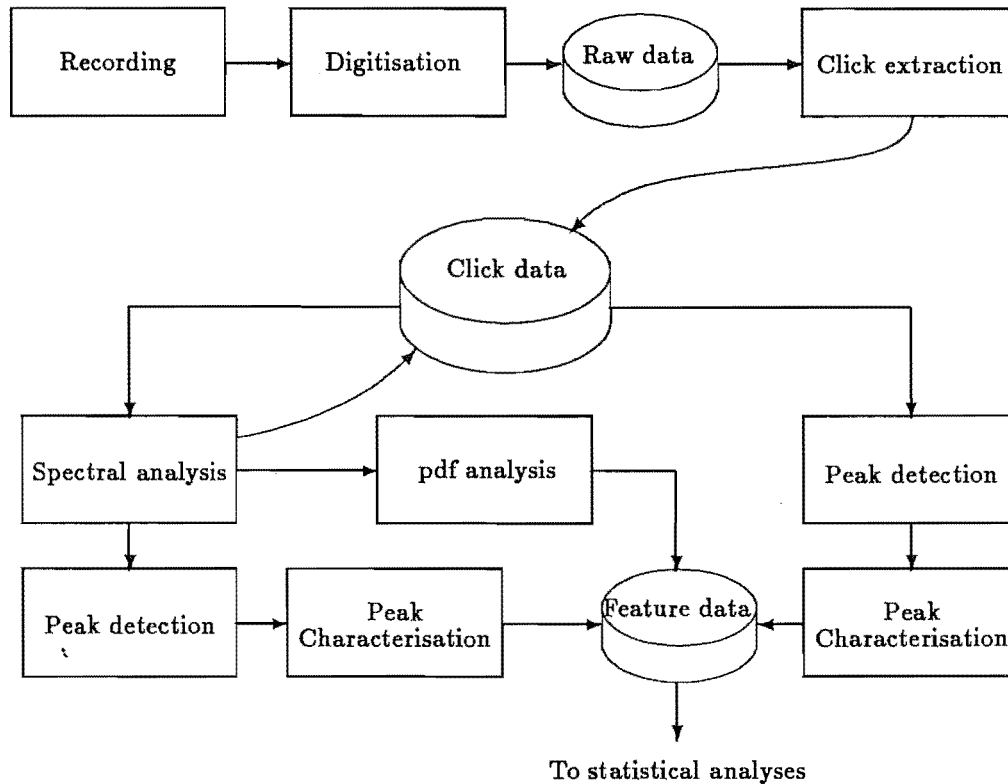 Recording
Digitisation
Raw data
Click extraction
Click data
Spectral analysis
pdf analysis
Peak detection
Peak detection
Peak
Characterisation
Feature data
Peak
Characterisation
To statistical analyses